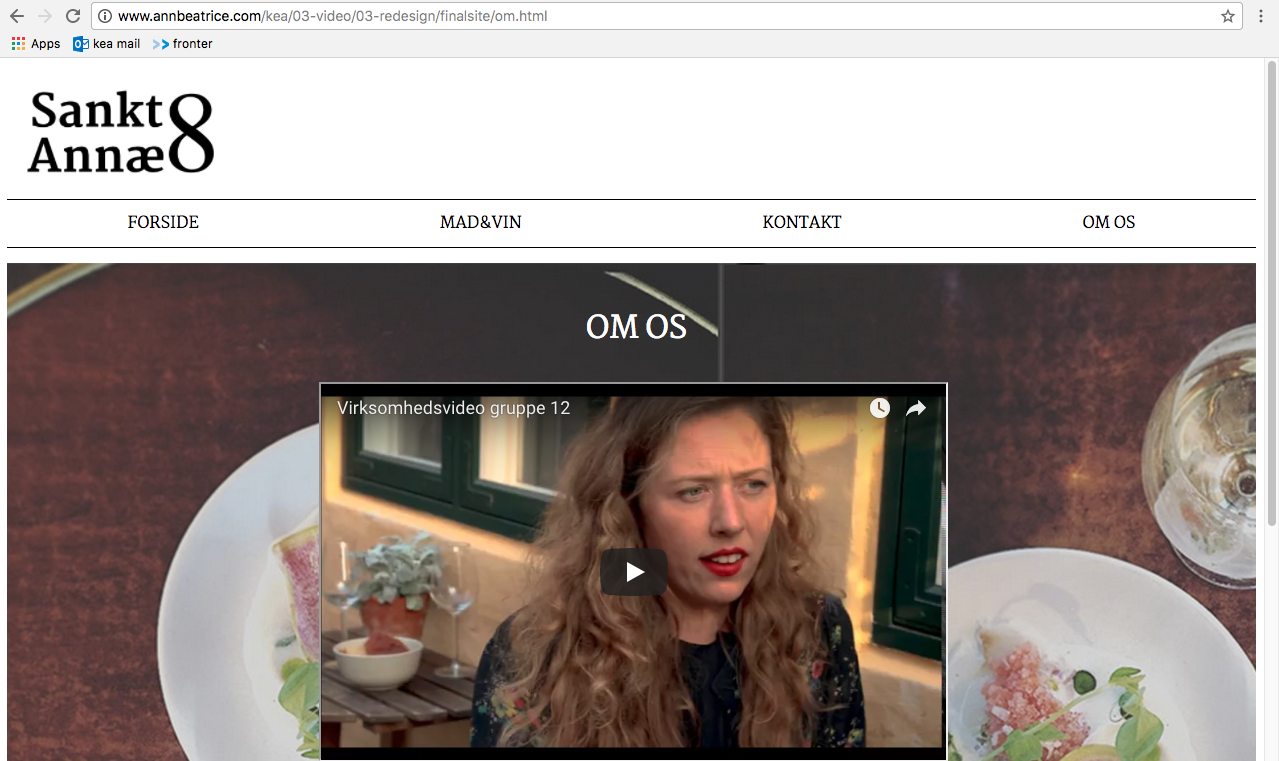 www.annbeatrice.com/kea/03-video/03-redesign/finalsite/om.html
Apps kea mail fronter
Sankt
Annæ 8
FORSIDE MAD&VIN KONTAKT OM OS
OM OS
Virksomhedsvideo gruppe 12